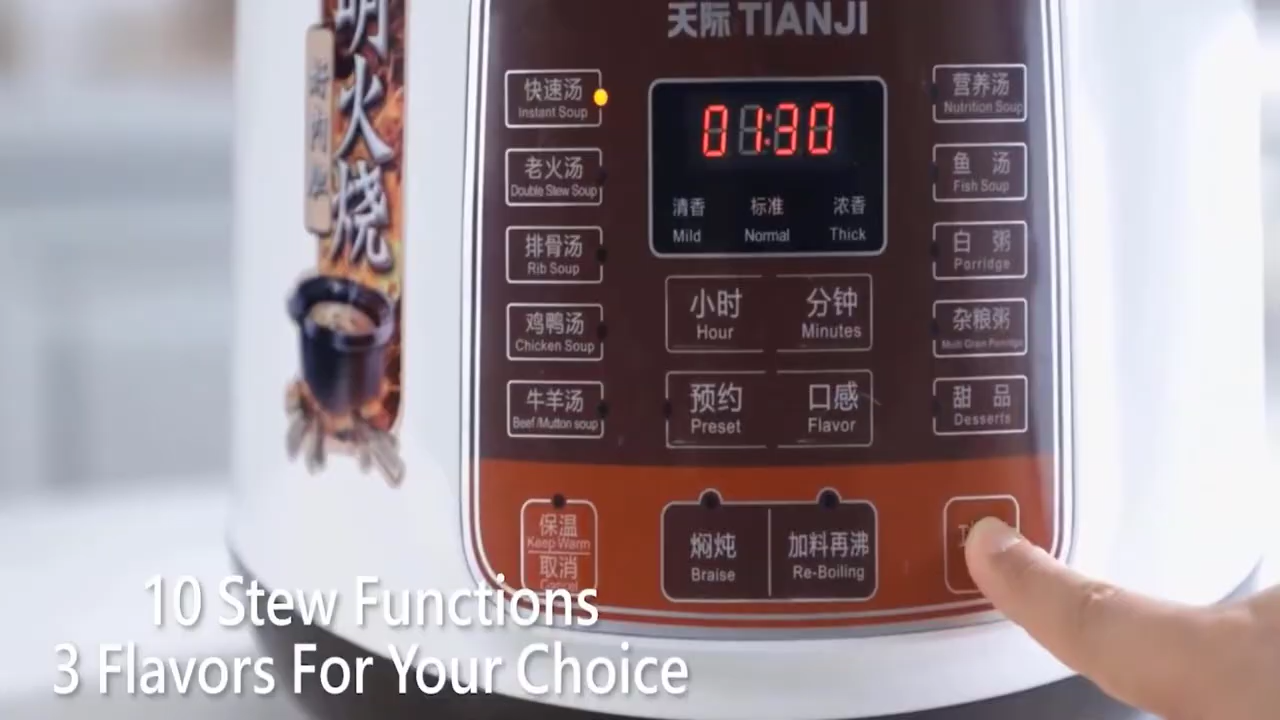 明火烧
天际 TIANJI
快速汤
Instant Soup
老火汤
Double Stew Soup
排骨汤
Rib Soup
鸡鸭汤
Chicken Soup
牛羊汤
Beef/Mutton soup
01:30
清香 标准 浓香
Mild Normal Thick
小时 分钟
Hour Minutes
预约 口感
Preset Flavor
营养汤
Nutrition Soup
鱼 汤
Fish Soup
白 粥
Porridge
杂粮粥
Multi Grain Porridge
甜 品
Desserts
保温
Keep Warm
取消
Cancel
焖炖 加料再沸
Braise Re-Boiling
10 Stew Functions
3 Flavors For Your Choice